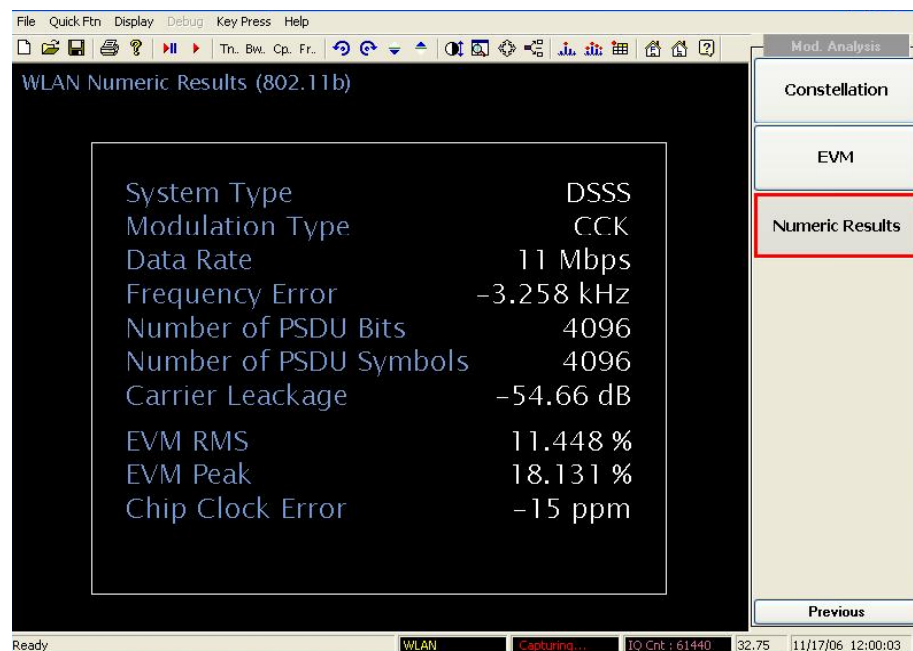 File Quick Ftn Display Debug Key Press Help
Tn.. Bw.. Cp.. Fr..
Mod. Analysis
WLAN Numeric Results (802.11b)
Constellation
EVM
Numeric Results
System Type DSSS
Modulation Type CCK
Data Rate 11 Mbps
Frequency Error -3.258 kHz
Number of PSDU Bits 4096
Number of PSDU Symbols 4096
Carrier Leackage -54.66 dB
EVM RMS 11.448 %
EVM Peak 18.131 %
Chip Clock Error -15 ppm
Previous
Ready WLAN Capturing... IQ Cnt : 61440 32.75 11/17/06 12:00:03